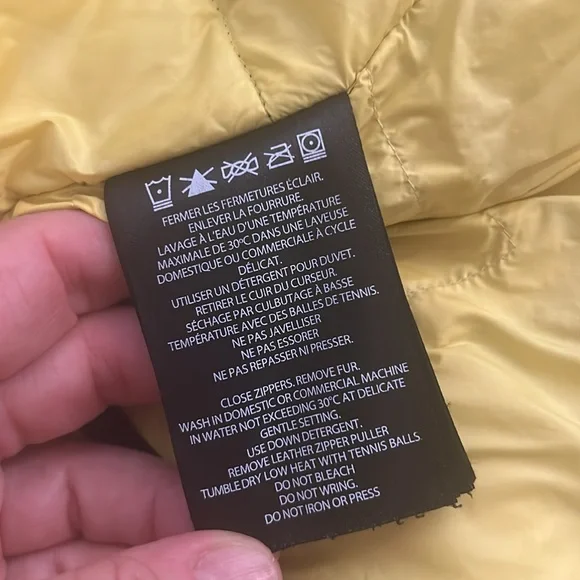 FERMER LES FERMETURES ÉCLAIR.
ENLEVER LA FOURRURE.
LAVAGE À L'EAU D'UNE TEMPÉRATURE
MAXIMALE DE 30°C DANS UNE LAVEUSE
DOMESTIQUE OU COMMERCIALE À CYCLE
DÉLICAT.
UTILISER UN DÉTERGENT POUR DUVET.
RETIRER LE CUIR DU CURSEUR.
SÉCHAGE PAR CULBUTAGE À BASSE
TEMPÉRATURE AVEC DES BALLES DE TENNIS.
NE PAS JAVELLISER
NE PAS ESSORER
NE PAS REPASSER NI PRESSER.
CLOSE ZIPPERS. REMOVE FUR.
WASH IN DOMESTIC OR COMMERCIAL MACHINE
IN WATER NOT EXCEEDING 30°C AT DELICATE
GENTLE SETTING.
USE DOWN DETERGENT.
REMOVE LEATHER ZIPPER PULLER
TUMBLE DRY LOW HEAT WITH TENNIS BALLS.
DO NOT BLEACH
DO NOT WRING.
DO NOT IRON OR PRESS